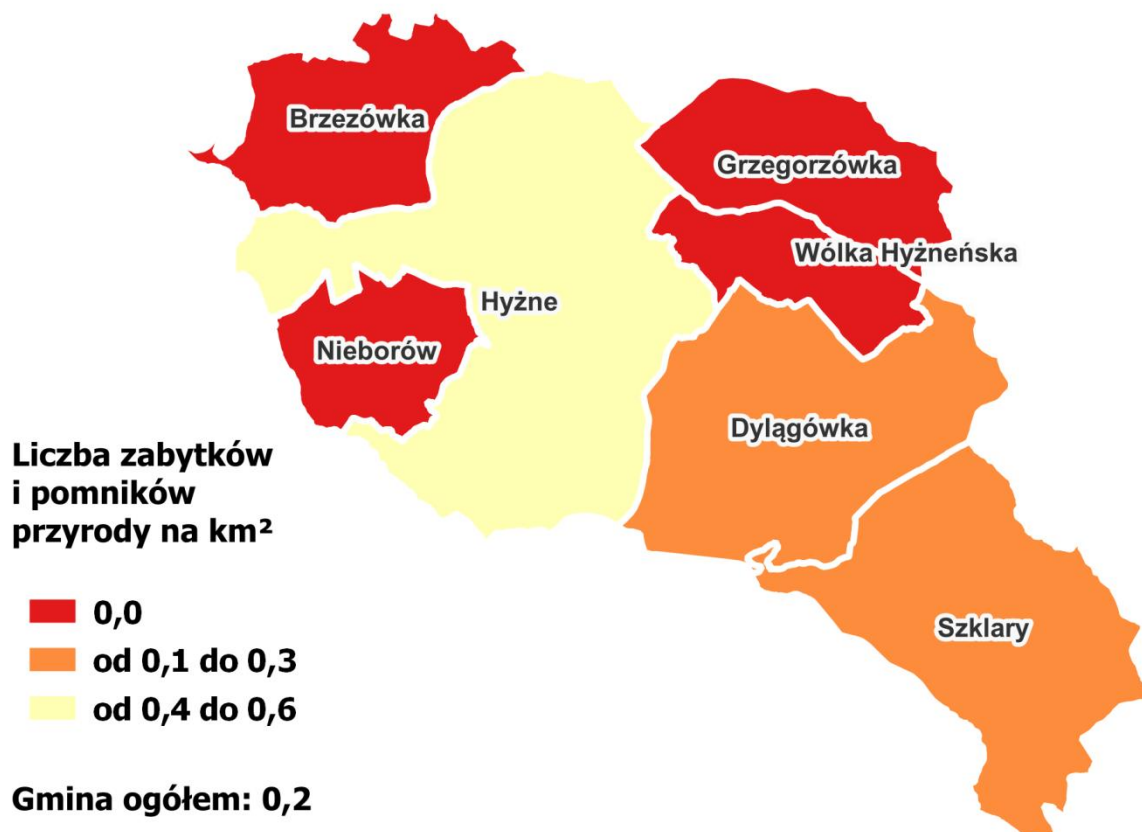 Brzezówka
Grzegorzówka
Wólka Hyżneńska
Hyżne
Nieborów
Dylągówka
Szklary
Liczba zabytków
i pomników
przyrody na km²
0,0
od 0,1 do 0,3
od 0,4 do 0,6
Gmina ogółem: 0,2